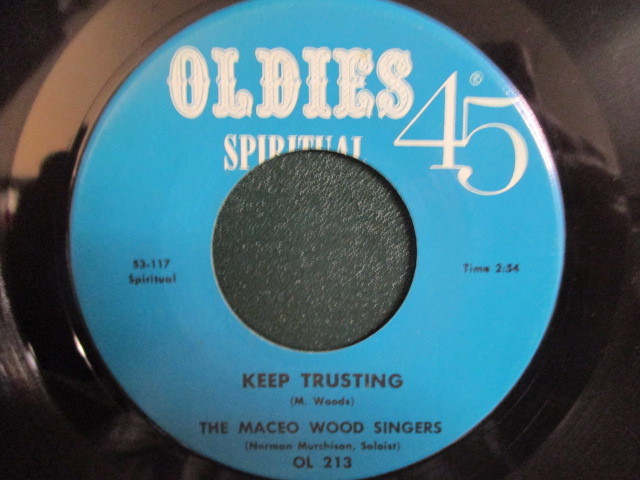 OLDIES 45 ©
SPIRITUAL
53-117
Spiritual
Time 2:54
KEEP TRUSTING
(M. Woods)
THE MACEO WOOD SINGERS
(Norman Murchison, Soloist)
OL 213